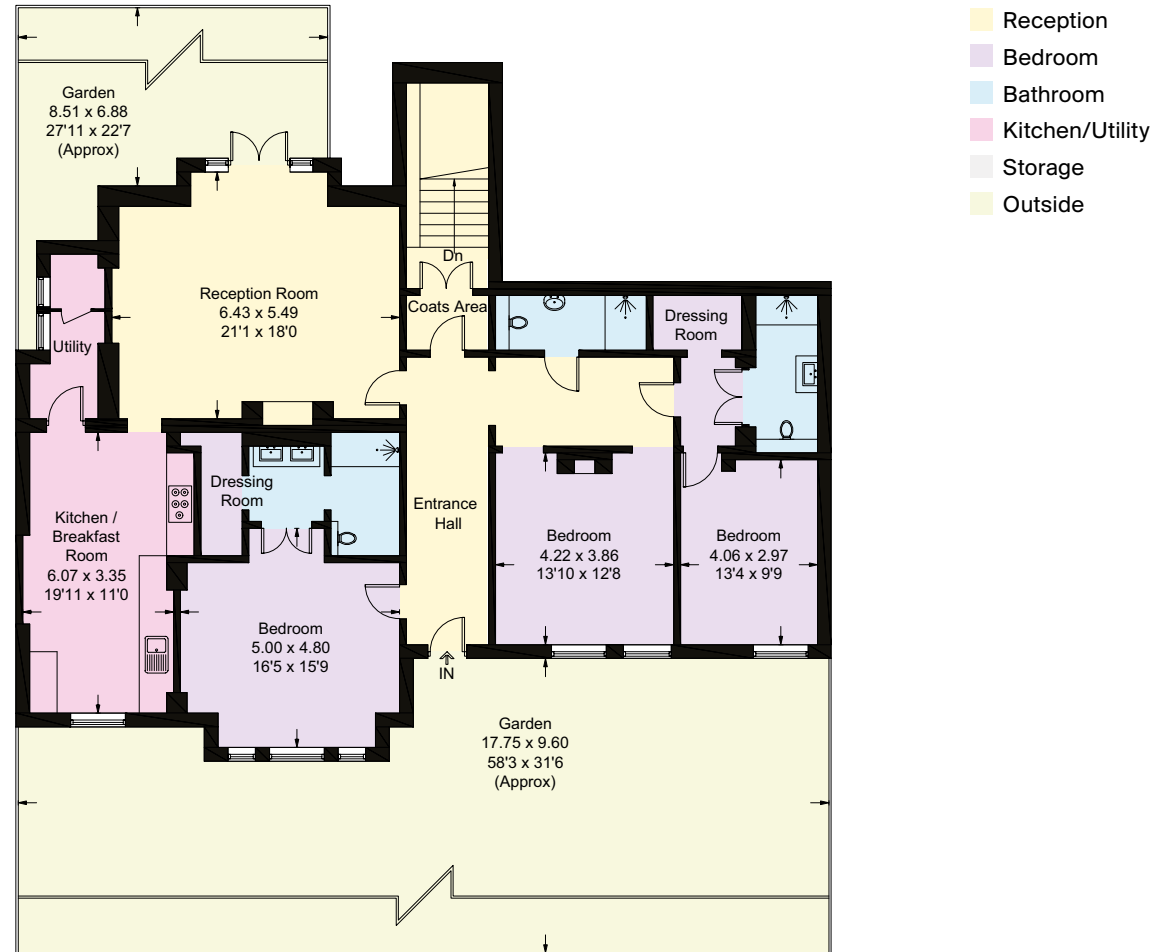 Reception
Bedroom
Bathroom
Kitchen/Utility
Storage
Outside
Garden
8.51 x 6.88
27'11 x 22'7
(Approx)
Dn
Coats Area
Reception Room
6.43 x 5.49
21'1 x 18'0
Dressing
Room
Utility
Dressing
Room
Entrance
Hall
Kitchen /
Breakfast
Room
6.07 x 3.35
19'11 x 11'0
Bedroom
4.22 x 3.86
13'10 x 12'8
Bedroom
4.06 x 2.97
13'4 x 9'9
Bedroom
5.00 x 4.80
16'5 x 15'9
IN
Garden
17.75 x 9.60
58'3 x 31'6
(Approx)